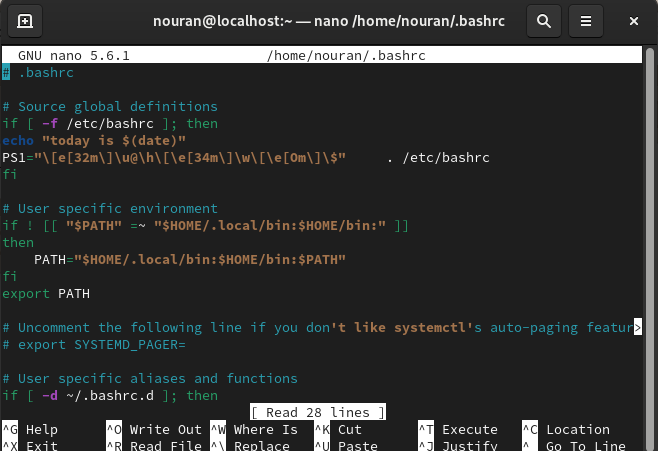 nouran@localhost:~ — nano /home/nouran/.bashrc
GNU nano 5.6.1 /home/nouran/.bashrc
# .bashrc
# Source global definitions
if [ -f /etc/bashrc ]; then
echo "today is $(date)"
PS1="\[e[32m\]\u@\h\[\e[34m\]\w\[\e[0m\]\$"     . /etc/bashrc
fi
# User specific environment
if ! [[ "$PATH" =~ "$HOME/.local/bin:$HOME/bin:" ]]
then
    PATH="$HOME/.local/bin:$HOME/bin:$PATH"
fi
export PATH
# Uncomment the following line if you don't like systemctl's auto-paging featur>
# export SYSTEMD_PAGER=
# User specific aliases and functions
if [ -d ~/.bashrc.d ]; then
[ Read 28 lines ]
^G Help ^O Write Out ^W Where Is ^K Cut ^T Execute ^C Location
^X Exit ^R Read File ^\ Replace ^U Paste ^J Justify ^_ Go To Line